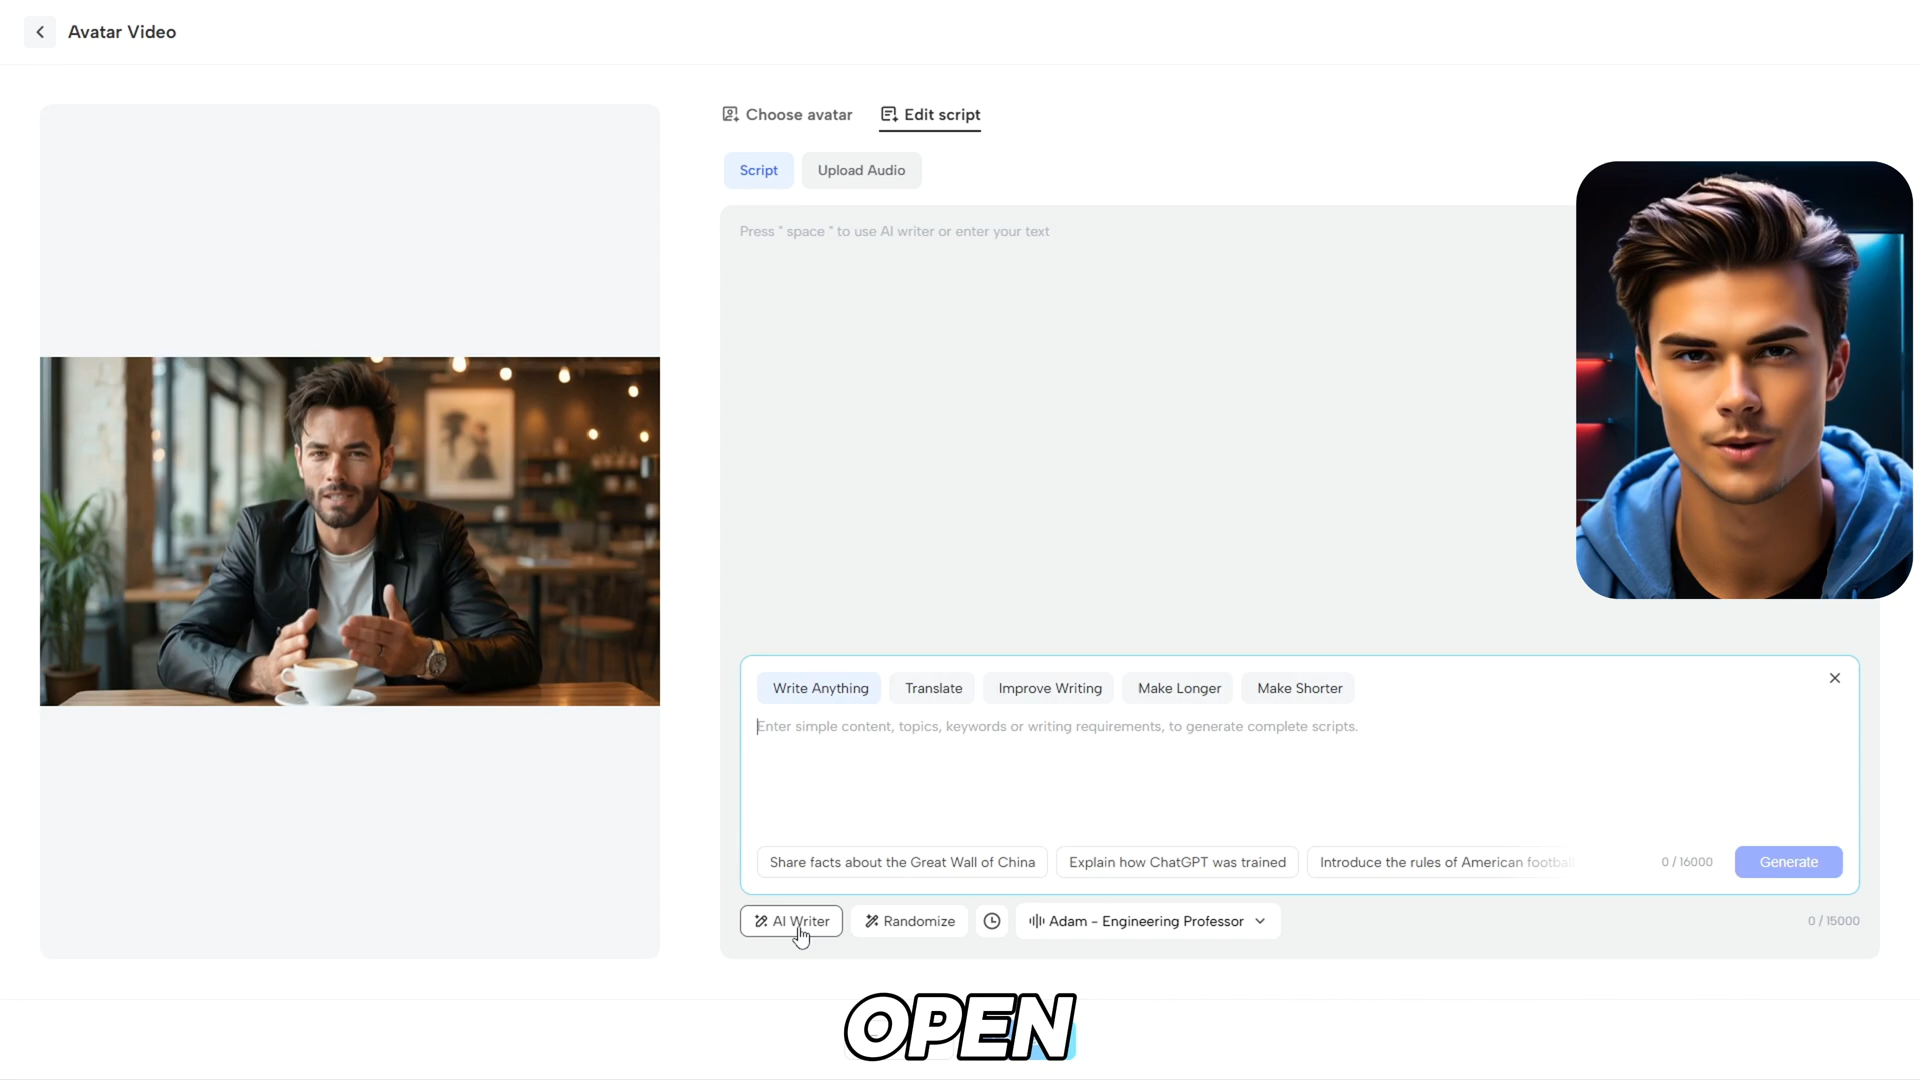 Avatar Video
Choose avatar
Edit script
Script
Upload Audio
Press " space " to use AI writer or enter your text
Write Anything
Translate
Improve Writing
Make Longer
Make Shorter
Enter simple content, topics, keywords or writing requirements, to generate complete scripts.
Share facts about the Great Wall of China
Explain how ChatGPT was trained
Introduce the rules of American football
0 / 16000
Generate
AI Writer
Randomize
Adam - Engineering Professor
0 / 15000
OPEN